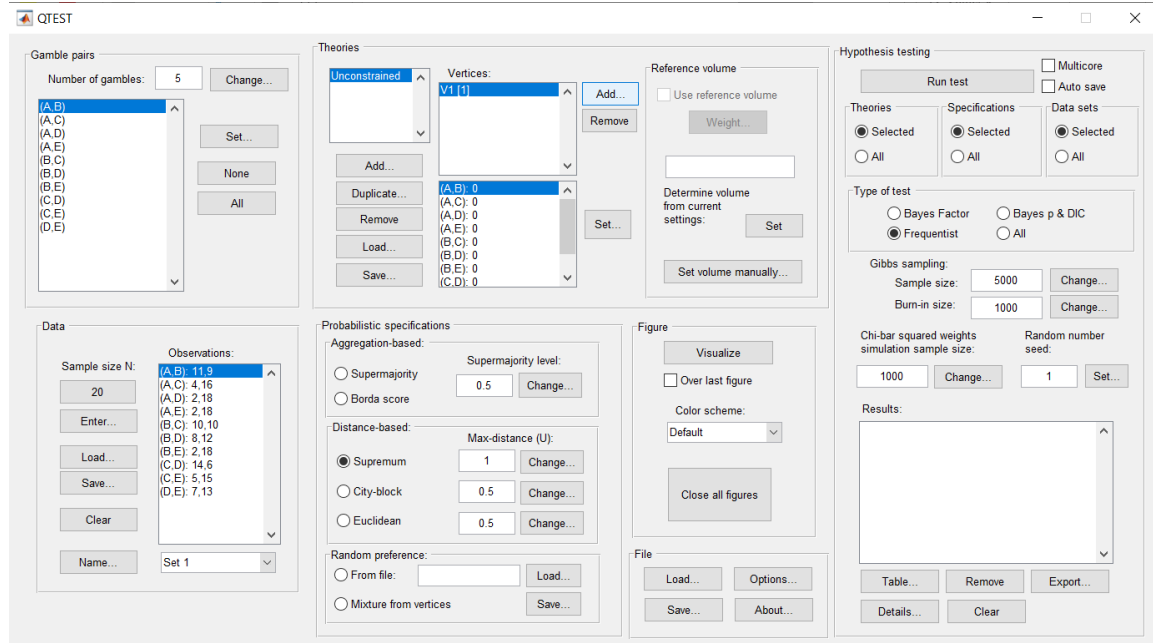 QTEST
Gamble pairs
Number of gambles: 5 Change...
(A,B)
(A,C)
(A,D)
(A,E)
(B,C)
(B,D)
(B,E)
(C,D)
(C,E)
(D,E)
Set...
None
All
Theories
Unconstrained
Vertices:
V1 [1]
Add...
Remove
Add...
Duplicate...
Remove
Load...
Save...
(A,B): 0
(A,C): 0
(A,D): 0
(A,E): 0
(B,C): 0
(B,D): 0
(B,E): 0
(C,D): 0
Set...
Reference volume
Use reference volume
Weight...
Determine volume
from current
settings:
Set
Set volume manually...
Hypothesis testing
Run test
Multicore
Auto save
Theories
Selected
All
Specifications
Selected
All
Data sets
Selected
All
Type of test
Bayes Factor
Bayes p & DIC
Frequentist
All
Gibbs sampling:
Sample size: 5000 Change...
Burn-in size: 1000 Change...
Chi-bar squared weights
simulation sample size:
1000 Change...
Random number
seed:
1 Set...
Results:
Table...
Remove
Export...
Details...
Clear
Data
Sample size N:
20
Enter...
Load...
Save...
Clear
Name...
Observations:
(A,B): 11,9
(A,C): 4,16
(A,D): 2,18
(A,E): 2,18
(B,C): 10,10
(B,D): 8,12
(B,E): 2,18
(C,D): 14,6
(C,E): 5,15
(D,E): 7,13
Set 1
Probabilistic specifications
Aggregation-based:
Supermajority
Borda score
Supermajority level:
0.5 Change...
Distance-based:
Max-distance (U):
Supremum 1 Change...
City-block 0.5 Change...
Euclidean 0.5 Change...
Random preference:
From file: Load...
Mixture from vertices Save...
Figure
Visualize
Over last figure
Color scheme:
Default
Close all figures
File
Load...
Options...
Save...
About...